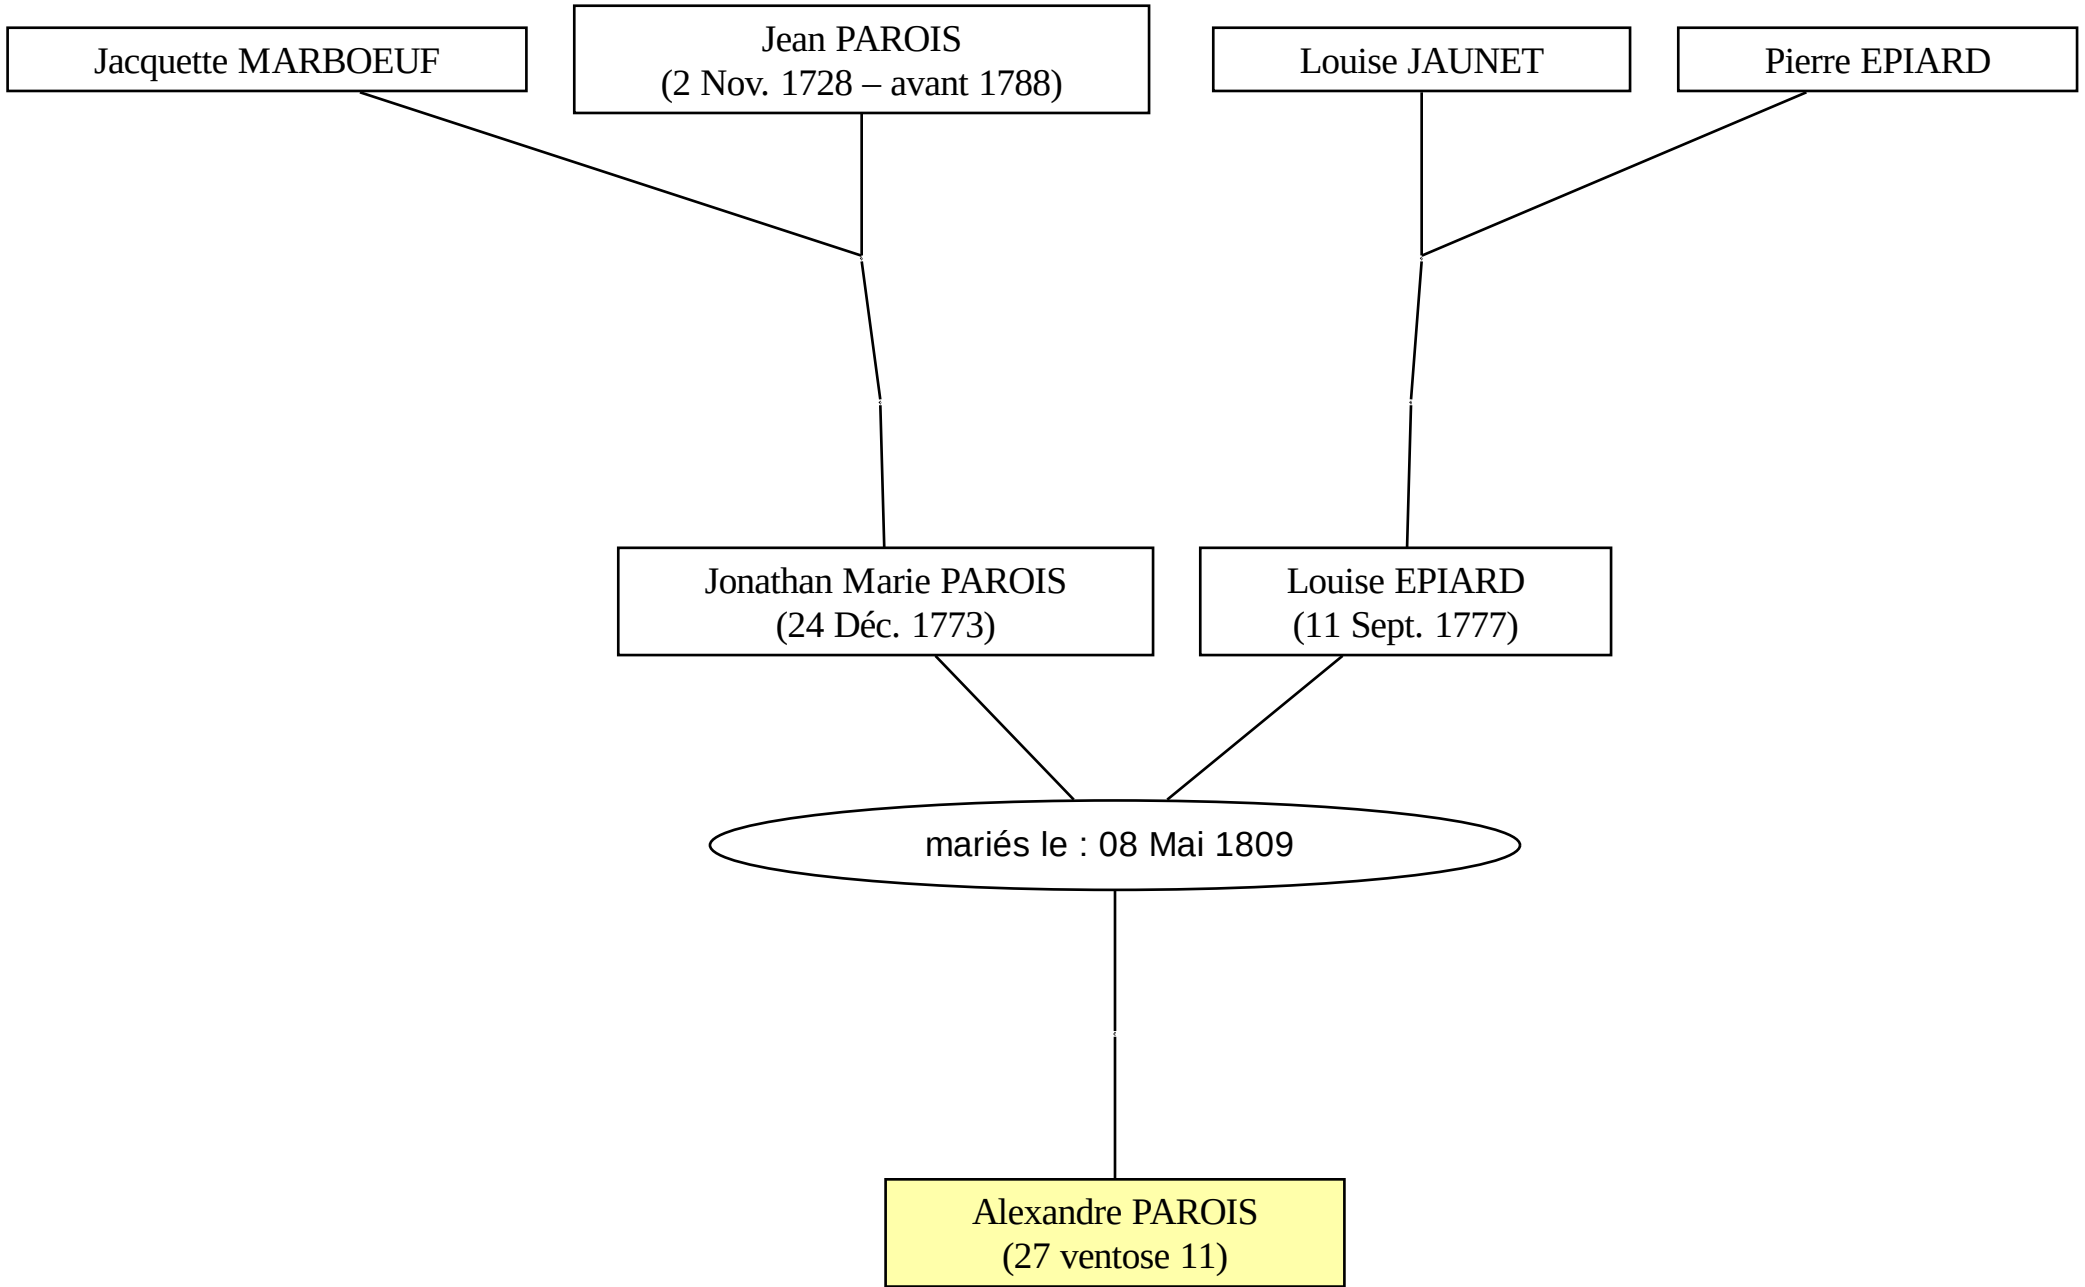 Jacquette MARBOEUF
Jean PAROIS
(2 Nov. 1728 – avant 1788)
Louise JAUNET
Pierre EPIARD
Jonathan Marie PAROIS
(24 Déc. 1773)
Louise EPIARD
(11 Sept. 1777)
mariés le : 08 Mai 1809
Alexandre PAROIS
(27 ventose 11)